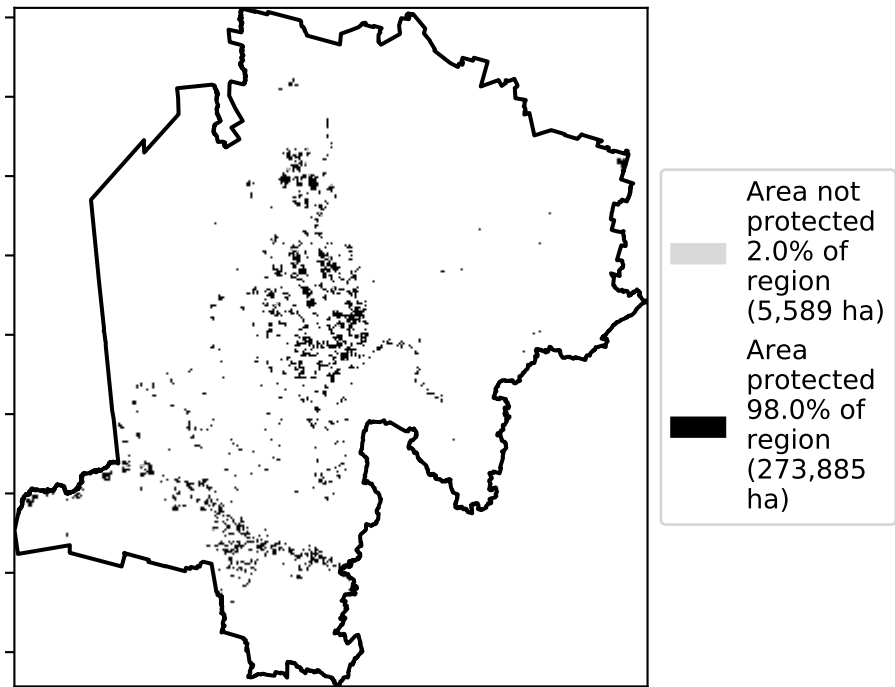 Area not
protected
2.0% of
region
(5,589 ha)
Area
protected
98.0% of
region
(273,885
ha)